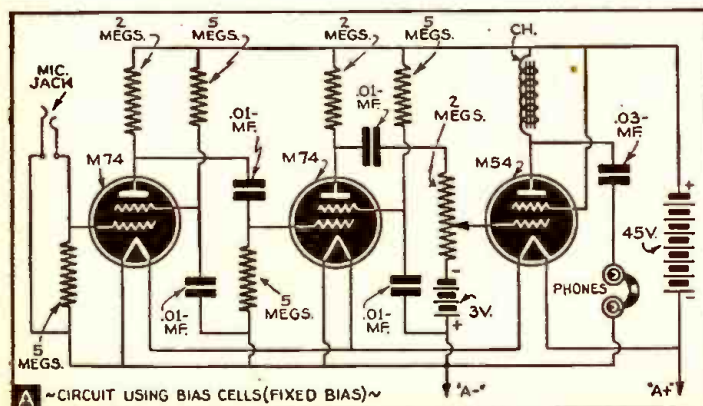 2
MEGS.
5
MEGS.
2
MEGS.
5
MEGS.
CH.
MIC.
JACK
.01-
MF.
.01-
MF.
2
MEGS.
.03-
MF.
M74
M74
M54
45V.
+
-
-
3V.
+
PHONES
.01-
MF.
5
MEGS.
.01-
MF.
5
MEGS.
"A-"
"A+"
A ~CIRCUIT USING BIAS CELLS (FIXED BIAS)~